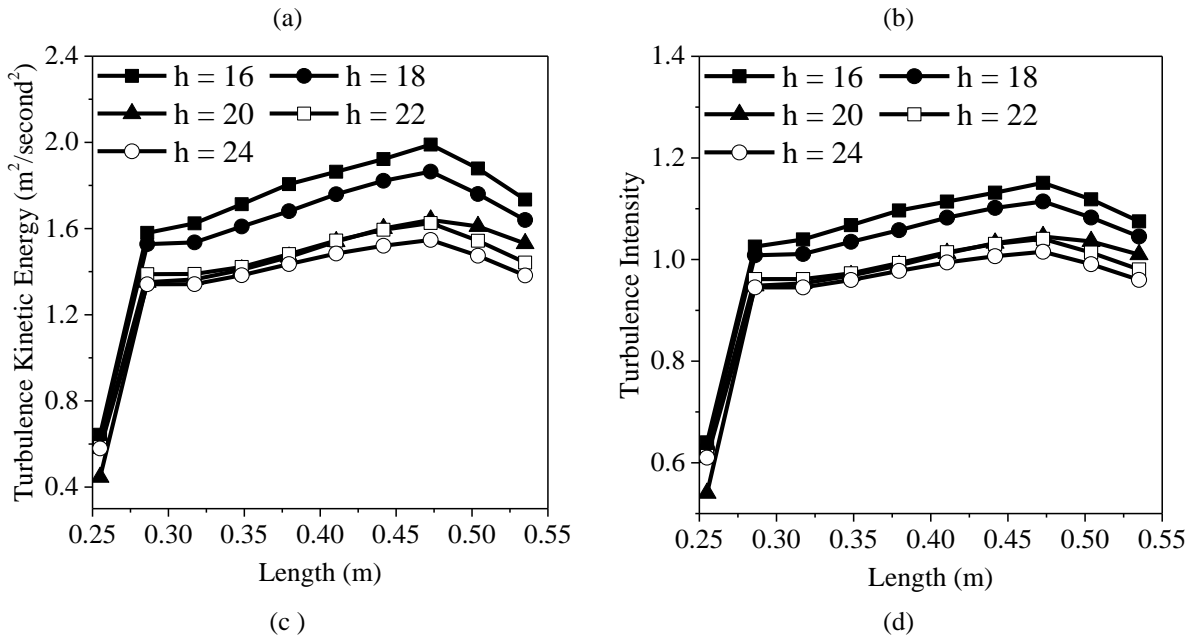 (a)
(b)
2.4
2.0
1.6
1.2
0.8
0.4
Turbulence Kinetic Energy (m²/second²)
h = 16
h = 18
h = 20
h = 22
h = 24
0.25
0.30
0.35
0.40
0.45
0.50
0.55
Length (m)
(c )
1.4
1.2
1.0
0.8
0.6
Turbulence Intensity
h = 16
h = 18
h = 20
h = 22
h = 24
0.25
0.30
0.35
0.40
0.45
0.50
0.55
Length (m)
(d)